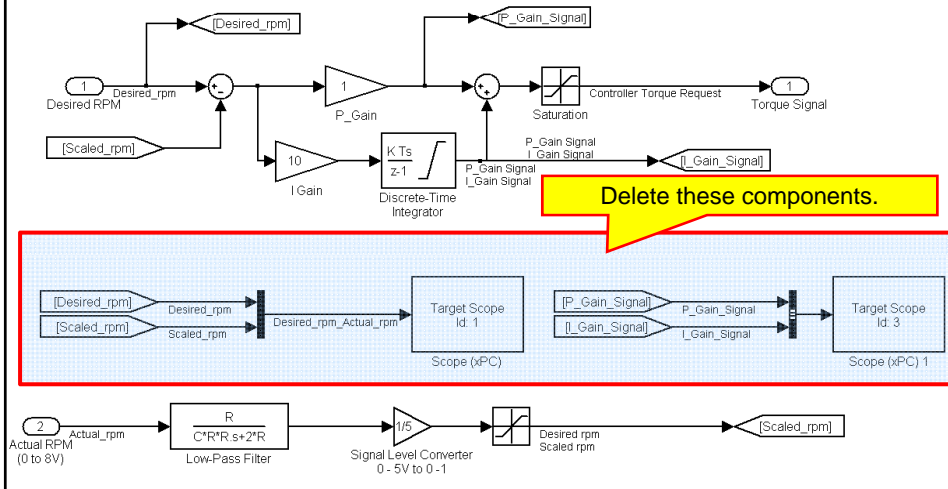 [Desired_rpm]
[P_Gain_Signal]
1
Desired RPM
Desired_rpm
+
-
1
P_Gain
+
+
Saturation
Controller Torque Request
1
Torque Signal
[Scaled_rpm]
10
I Gain
K Ts
z-1
Discrete-Time
Integrator
P_Gain Signal
I_Gain Signal
P_Gain Signal
I_Gain Signal
[I_Gain_Signal]
Delete these components.
[Desired_rpm]
Desired_rpm
[Scaled_rpm]
Scaled_rpm
Desired_rpm_Actual_rpm
Target Scope
Id: 1
Scope (xPC)
[P_Gain_Signal]
P_Gain_Signal
[I_Gain_Signal]
I_Gain_Signal
Target Scope
Id: 3
Scope (xPC) 1
2
Actual RPM
(0 to 8V)
Actual_rpm
R
C*R*R.s+2*R
Low-Pass Filter
1/5
Signal Level Converter
0 - 5V to 0 -1
Desired rpm
Scaled rpm
[Scaled_rpm]